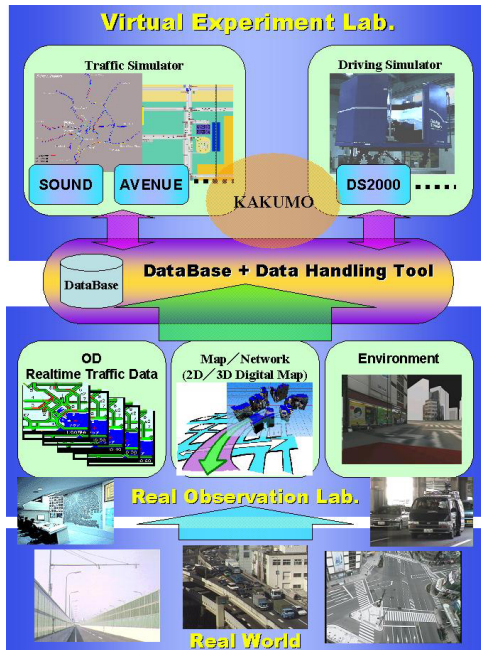 Virtual Experiment Lab.
Traffic Simulator
Driving Simulator
SOUND
AVENUE
KAKUMO
DS2000
DataBase + Data Handling Tool
DataBase
OD
Realtime Traffic Data
Map／Network
(2D／3D Digital Map)
Environment
Real Observation Lab.
Real World